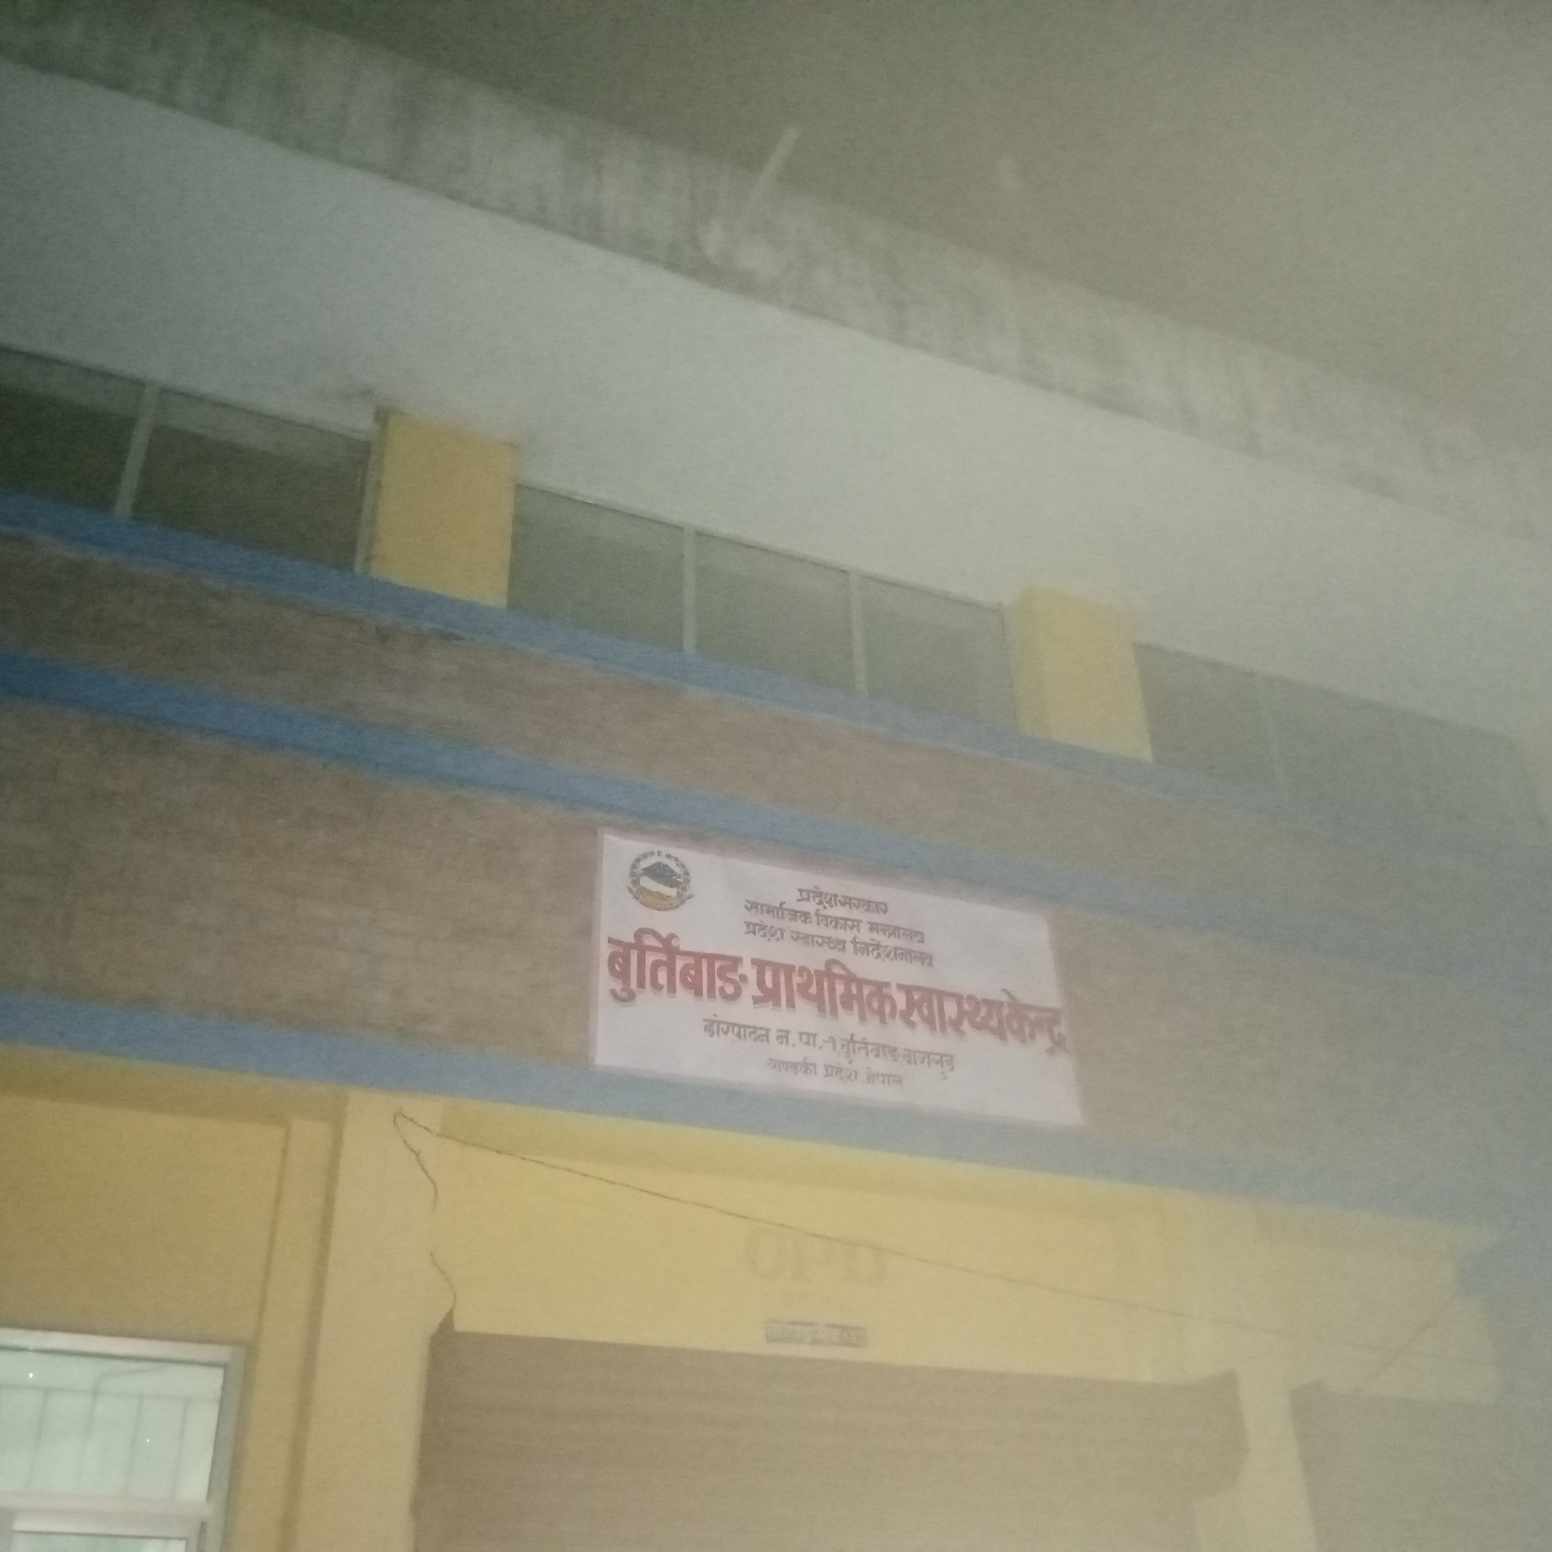 प्रदेश सरकार
सामाजिक विकास मन्त्रालय
प्रदेश स्वास्थ्य निर्देशनालय
बुर्तिबाङ प्राथमिक स्वास्थ्य केन्द्र
ढोरपाटन न.पा.-१ बुर्तिबाङ बागलुङ
गण्डकी प्रदेश नेपाल
OPD